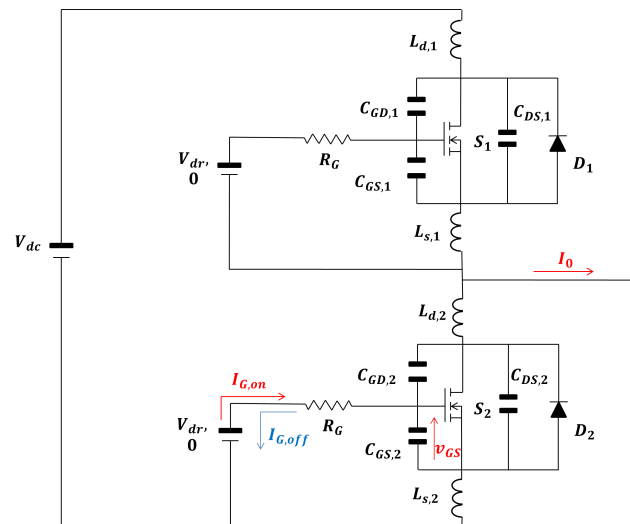 L_{d,1}
C_{GD,1}
C_{DS,1}
S_1
V_{dr},
0
R_G
C_{GS,1}
D_1
V_{dc}
L_{s,1}
I_0
L_{d,2}
I_{G,on}
C_{GD,2}
C_{DS,2}
S_2
V_{dr},
0
I_{G,off}
R_G
C_{GS,2}
v_{GS}
D_2
L_{s,2}